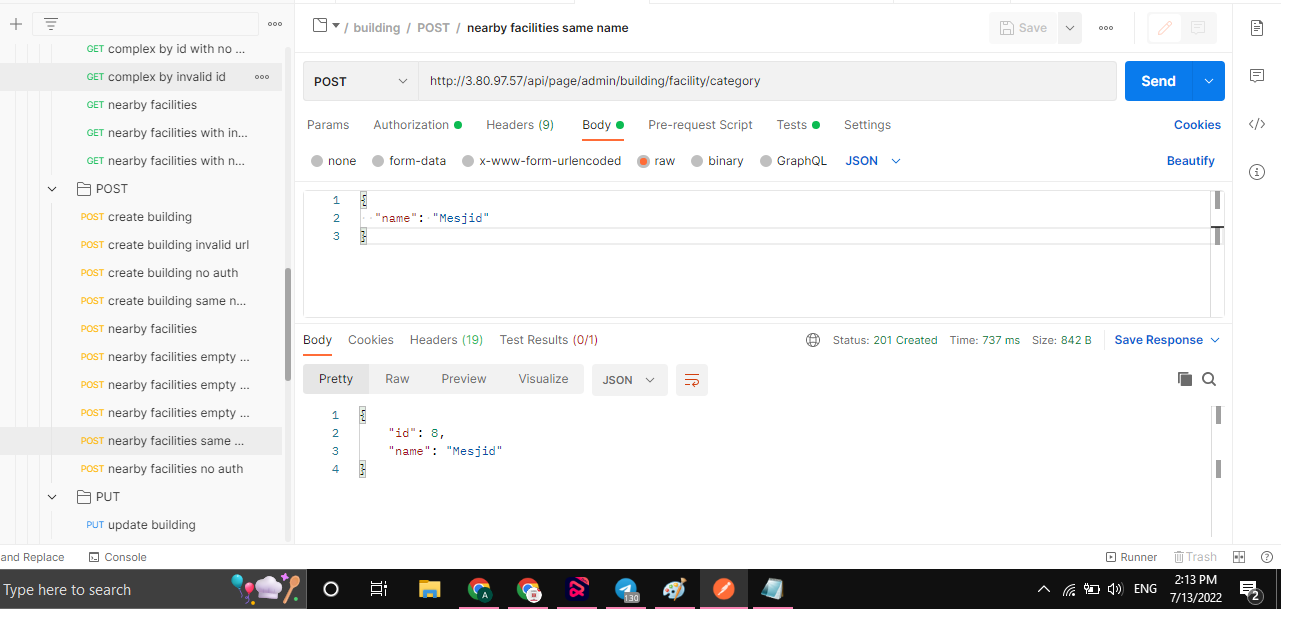 / building / POST / nearby facilities same name
Save
GET complex by id with no ...
GET complex by invalid id
GET nearby facilities
GET nearby facilities with in...
GET nearby facilities with n...
POST
POST create building
POST create building invalid url
POST create building no auth
POST create building same n...
POST nearby facilities
POST nearby facilities empty ...
POST nearby facilities empty ...
POST nearby facilities empty ...
POST nearby facilities same ...
POST nearby facilities no auth
PUT
PUT update building
POST http://3.80.97.57/api/page/admin/building/facility/category Send
Params Authorization Headers (9) Body Pre-request Script Tests Settings Cookies
none form-data x-www-form-urlencoded raw binary GraphQL JSON Beautify
1 {
2 "name": "Mesjid"
3 }
Body Cookies Headers (19) Test Results (0/1) Status: 201 Created Time: 737 ms Size: 842 B Save Response
Pretty Raw Preview Visualize JSON
1 {
2 "id": 8,
3 "name": "Mesjid"
4 }
and Replace Console Runner Trash
Type here to search
A
130
ENG
2:13 PM
7/13/2022
2